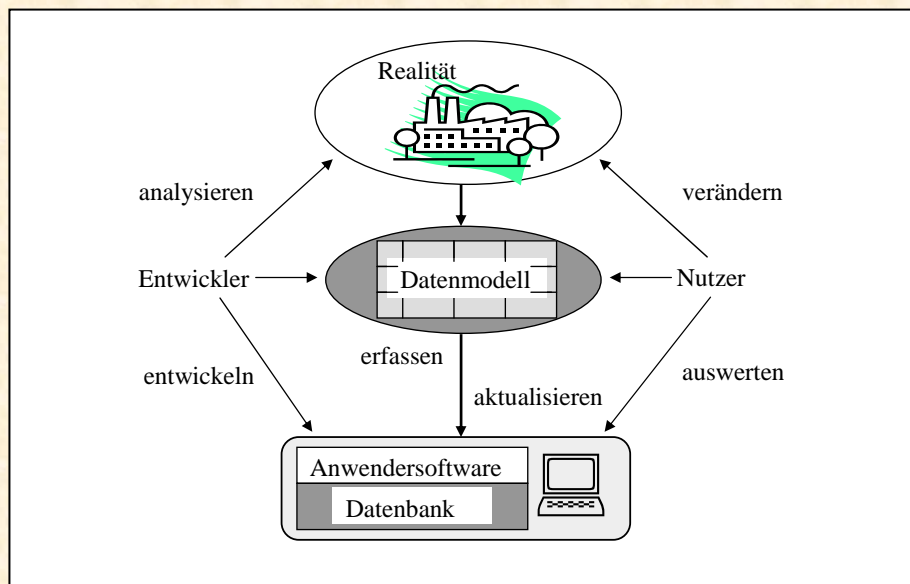 Realität
analysieren
verändern
Entwickler
Datenmodell
Nutzer
erfassen
entwickeln
auswerten
aktualisieren
Anwendersoftware
Datenbank